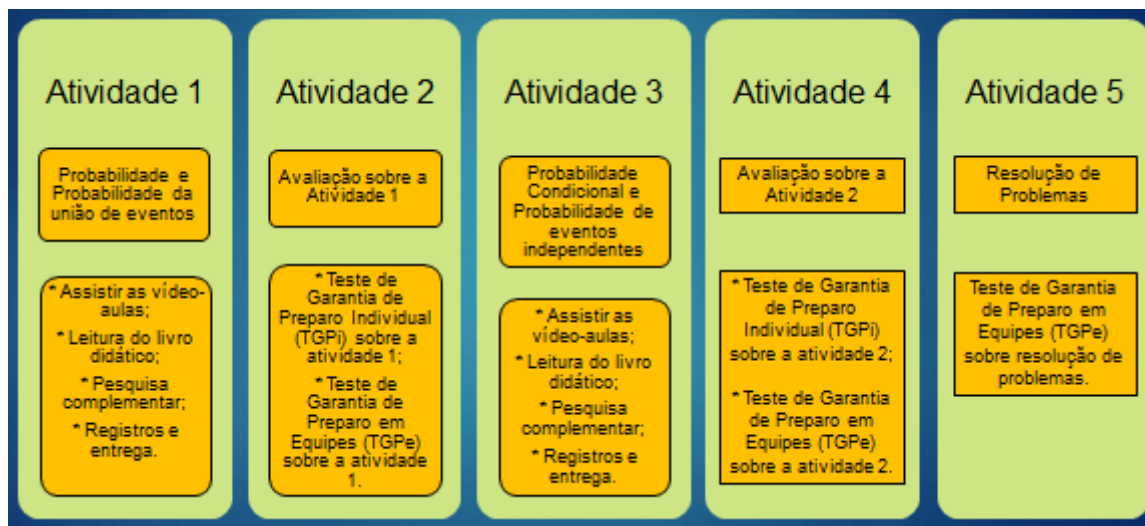 Atividade 1
Probabilidade e
Probabilidade da
união de eventos
* Assistir as vídeo-
aulas;
* Leitura do livro
didático;
* Pesquisa
complementar;
* Registros e
entrega.
Atividade 2
Avaliação sobre a
Atividade 1
* Teste de
Garantia de
Preparo Individual
(TGPi) sobre a
atividade 1;
* Teste de
Garantia de
Preparo em
Equipes (TGPe)
sobre a atividade
1.
Atividade 3
Probabilidade
Condicional e
Probabilidade de
eventos
independentes
* Assistir as
vídeo-aulas;
* Leitura do livro
didático;
* Pesquisa
complementar;
* Registros e
entrega.
Atividade 4
Avaliação sobre a
Atividade 2
* Teste de Garantia
de Preparo
Individual (TGPi)
sobre a atividade 2;
* Teste de Garantia
de Preparo em
Equipes (TGPe)
sobre a atividade 2.
Atividade 5
Resolução de
Problemas
Teste de Garantia
de Preparo em
Equipes (TGPe)
sobre resolução de
problemas.